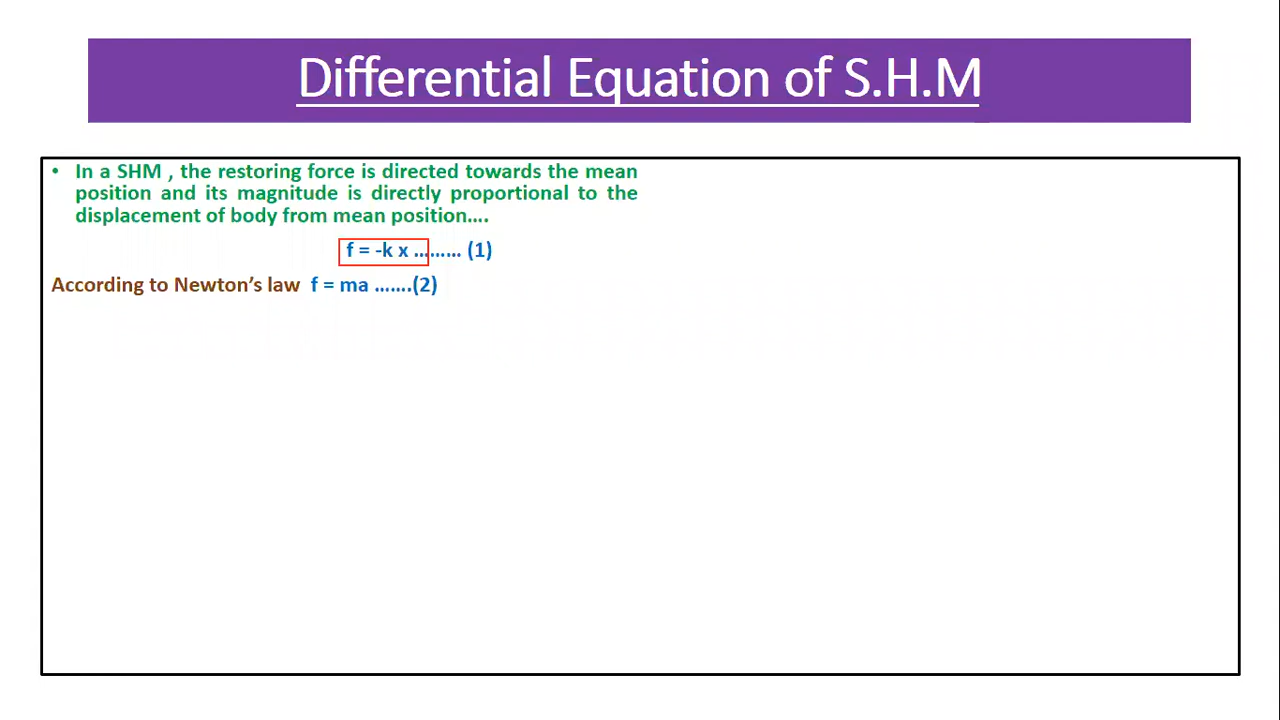 Differential Equation of S.H.M
• In a SHM , the restoring force is directed towards the mean
position and its magnitude is directly proportional to the
displacement of body from mean position….
f = -k x ……… (1)
According to Newton’s law f = ma …….(2)